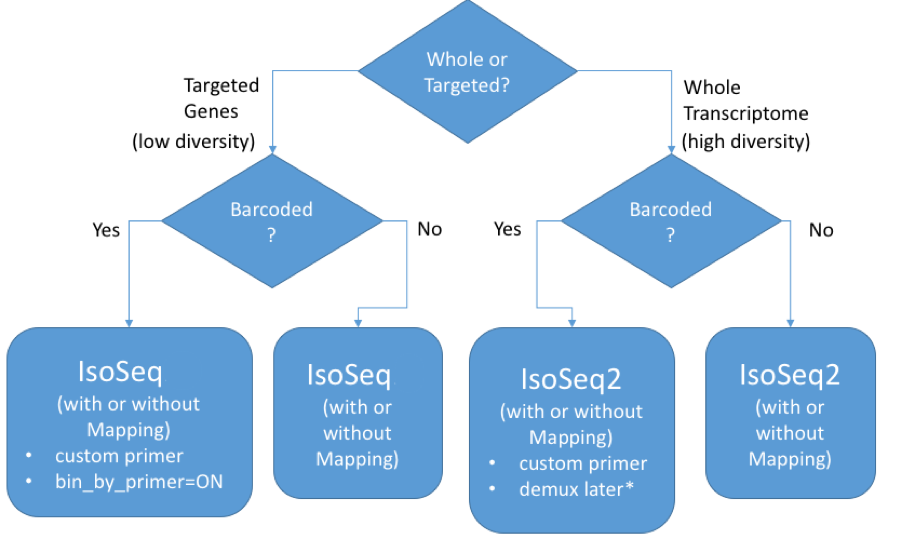 Whole or
Targeted?
Targeted
Genes
(low diversity)
Whole
Transcriptome
(high diversity)
Barcoded
?
Yes
No
Barcoded
?
Yes
No
IsoSeq
(with or without
Mapping)
• custom primer
• bin_by_primer=ON
IsoSeq
(with or
without
Mapping)
IsoSeq2
(with or without
Mapping)
• custom primer
• demux later*
IsoSeq2
(with or
without
Mapping)